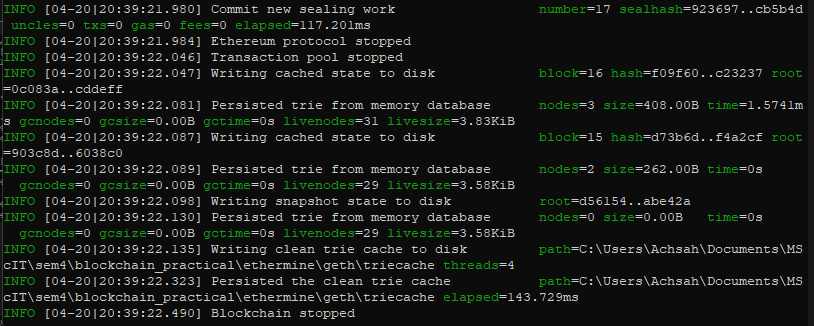 INFO [04-20|20:39:21.980] Commit new sealing work                  number=17 sealhash=923697..cb5b4d
 uncles=0 txs=0 gas=0 fees=0 elapsed=117.201ms
INFO [04-20|20:39:21.984] Ethereum protocol stopped
INFO [04-20|20:39:22.046] Transaction pool stopped
INFO [04-20|20:39:22.047] Writing cached state to disk             block=16 hash=f09f60..c23237 root
=0c083a..cddeff
INFO [04-20|20:39:22.081] Persisted trie from memory database      nodes=3 size=408.00B time=1.5741m
s gcnodes=0 gcsize=0.00B gctime=0s livenodes=31 livesize=3.83KiB
INFO [04-20|20:39:22.087] Writing cached state to disk             block=15 hash=d73b6d..f4a2cf root
=903c8d..6038c0
INFO [04-20|20:39:22.089] Persisted trie from memory database      nodes=2 size=262.00B time=0s
  gcnodes=0 gcsize=0.00B gctime=0s livenodes=29 livesize=3.58KiB
INFO [04-20|20:39:22.098] Writing snapshot state to disk           root=d56154..abe42a
INFO [04-20|20:39:22.130] Persisted trie from memory database      nodes=0 size=0.00B   time=0s
  gcnodes=0 gcsize=0.00B gctime=0s livenodes=29 livesize=3.58KiB
INFO [04-20|20:39:22.135] Writing clean trie cache to disk         path=C:\Users\Achsah\Documents\MS
cIT\sem4\blockchain_practical\ethermine\geth\triecache threads=4
INFO [04-20|20:39:22.323] Persisted the clean trie cache           path=C:\Users\Achsah\Documents\MS
cIT\sem4\blockchain_practical\ethermine\geth\triecache elapsed=143.729ms
INFO [04-20|20:39:22.490] Blockchain stopped